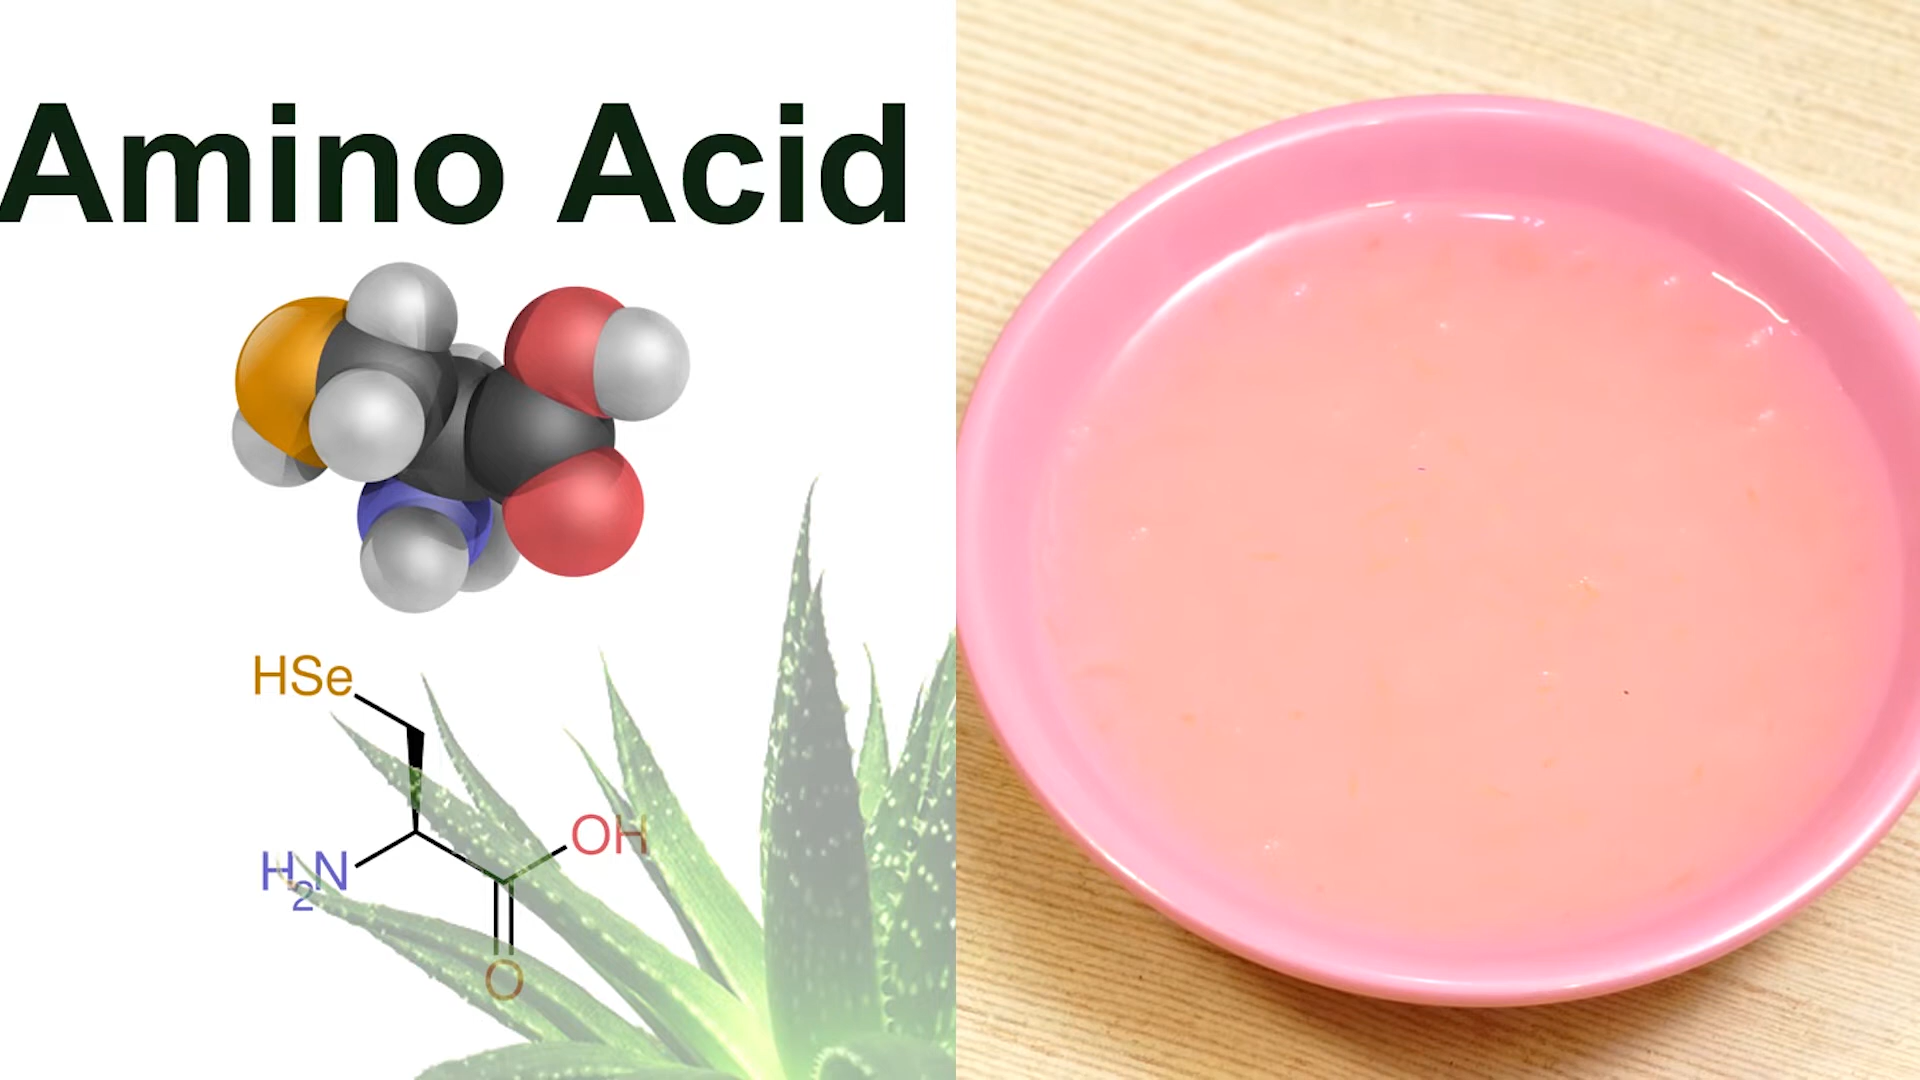 Amino Acid
HSe
H2N
OH
O